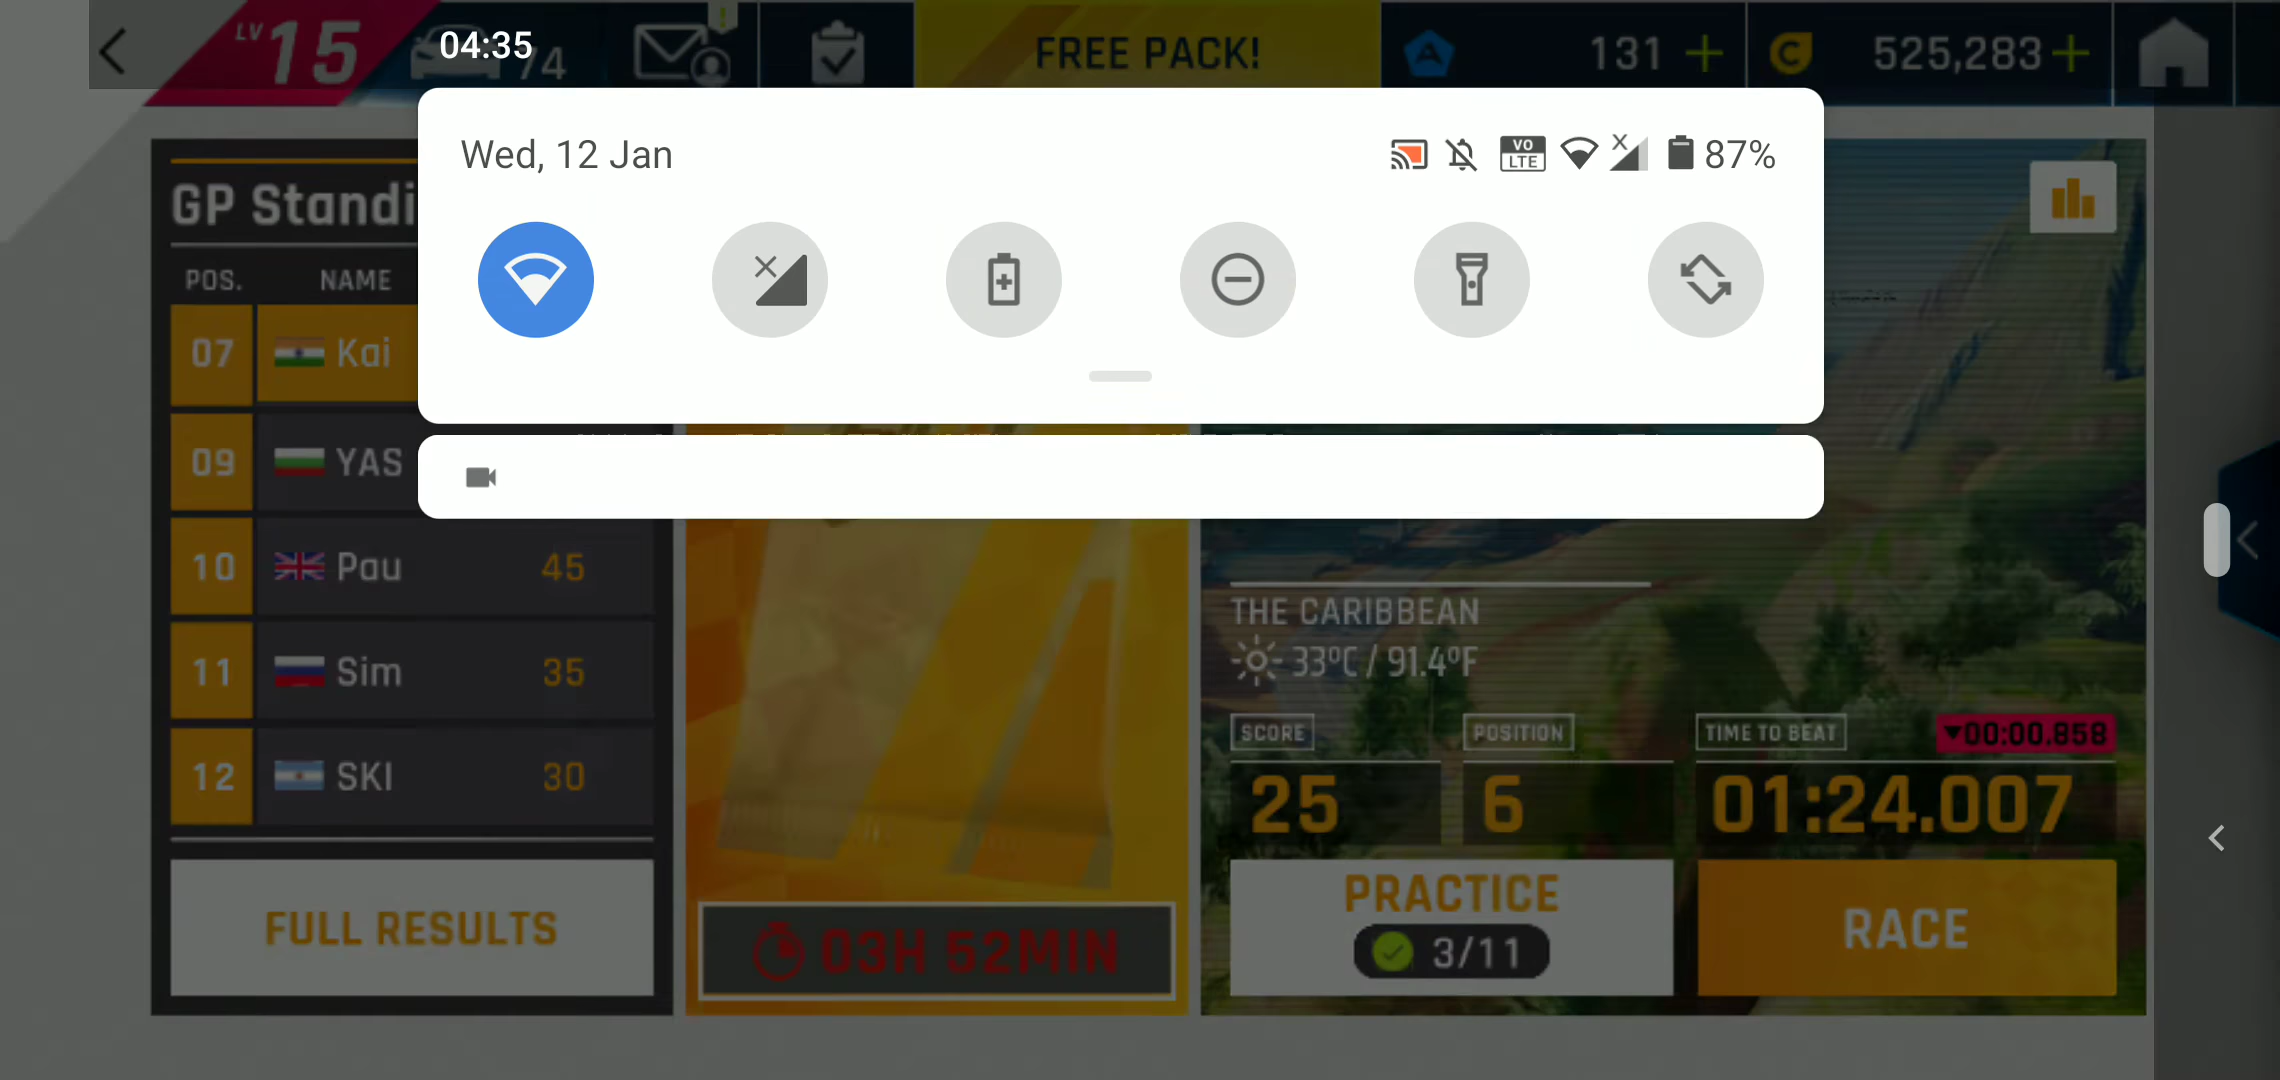 LV 15
04:35
74
FREE PACK!
131
525,283
Wed, 12 Jan
VO LTE
87%
GP Standi
POS. NAME
07 Kai
09 YAS
10 Pau 45
11 Sim 35
12 SKI 30
FULL RESULTS
03H 52MIN
THE CARIBBEAN
33ºC / 91.4ºF
SCORE POSITION TIME TO BEAT ▼00:00.858
25 6 01:24.007
PRACTICE
3/11
RACE